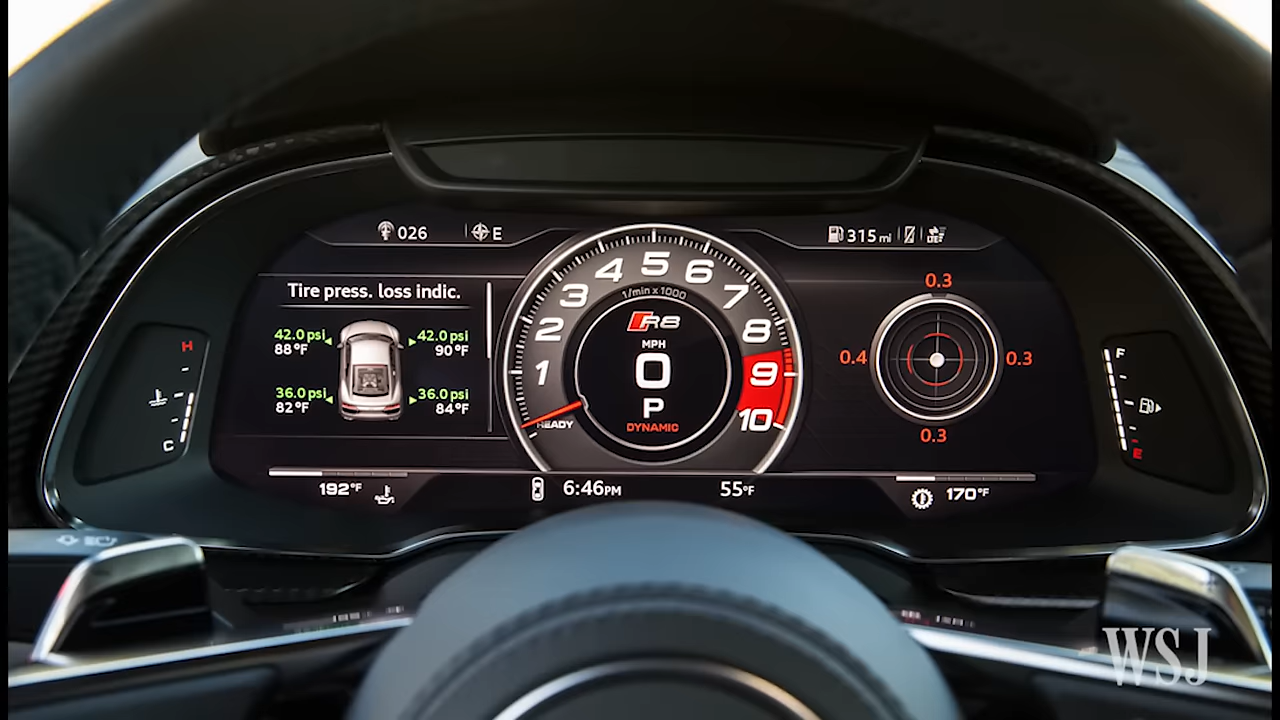 026
E
315 mi
Tire press. loss indic.
42.0 psi
88 °F
42.0 psi
90 °F
36.0 psi
82 °F
36.0 psi
84 °F
1
2
3
4
5
6
7
8
9
10
1/min x 1000
R8
MPH
0
P
DYNAMIC
READY
0.3
0.4
0.3
0.3
H
C
F
E
192°F
6:46PM
55°F
170°F
WSJ